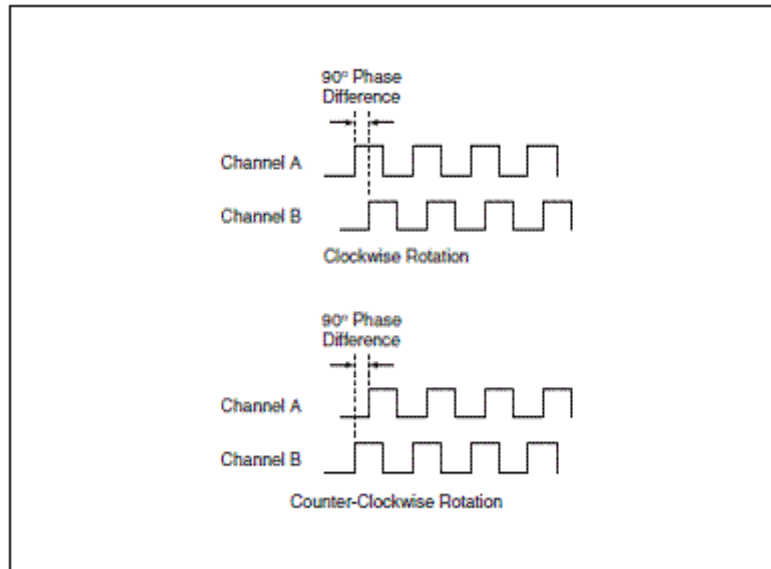 90° Phase
Difference
Channel A
Channel B
Clockwise Rotation
90° Phase
Difference
Channel A
Channel B
Counter-Clockwise Rotation